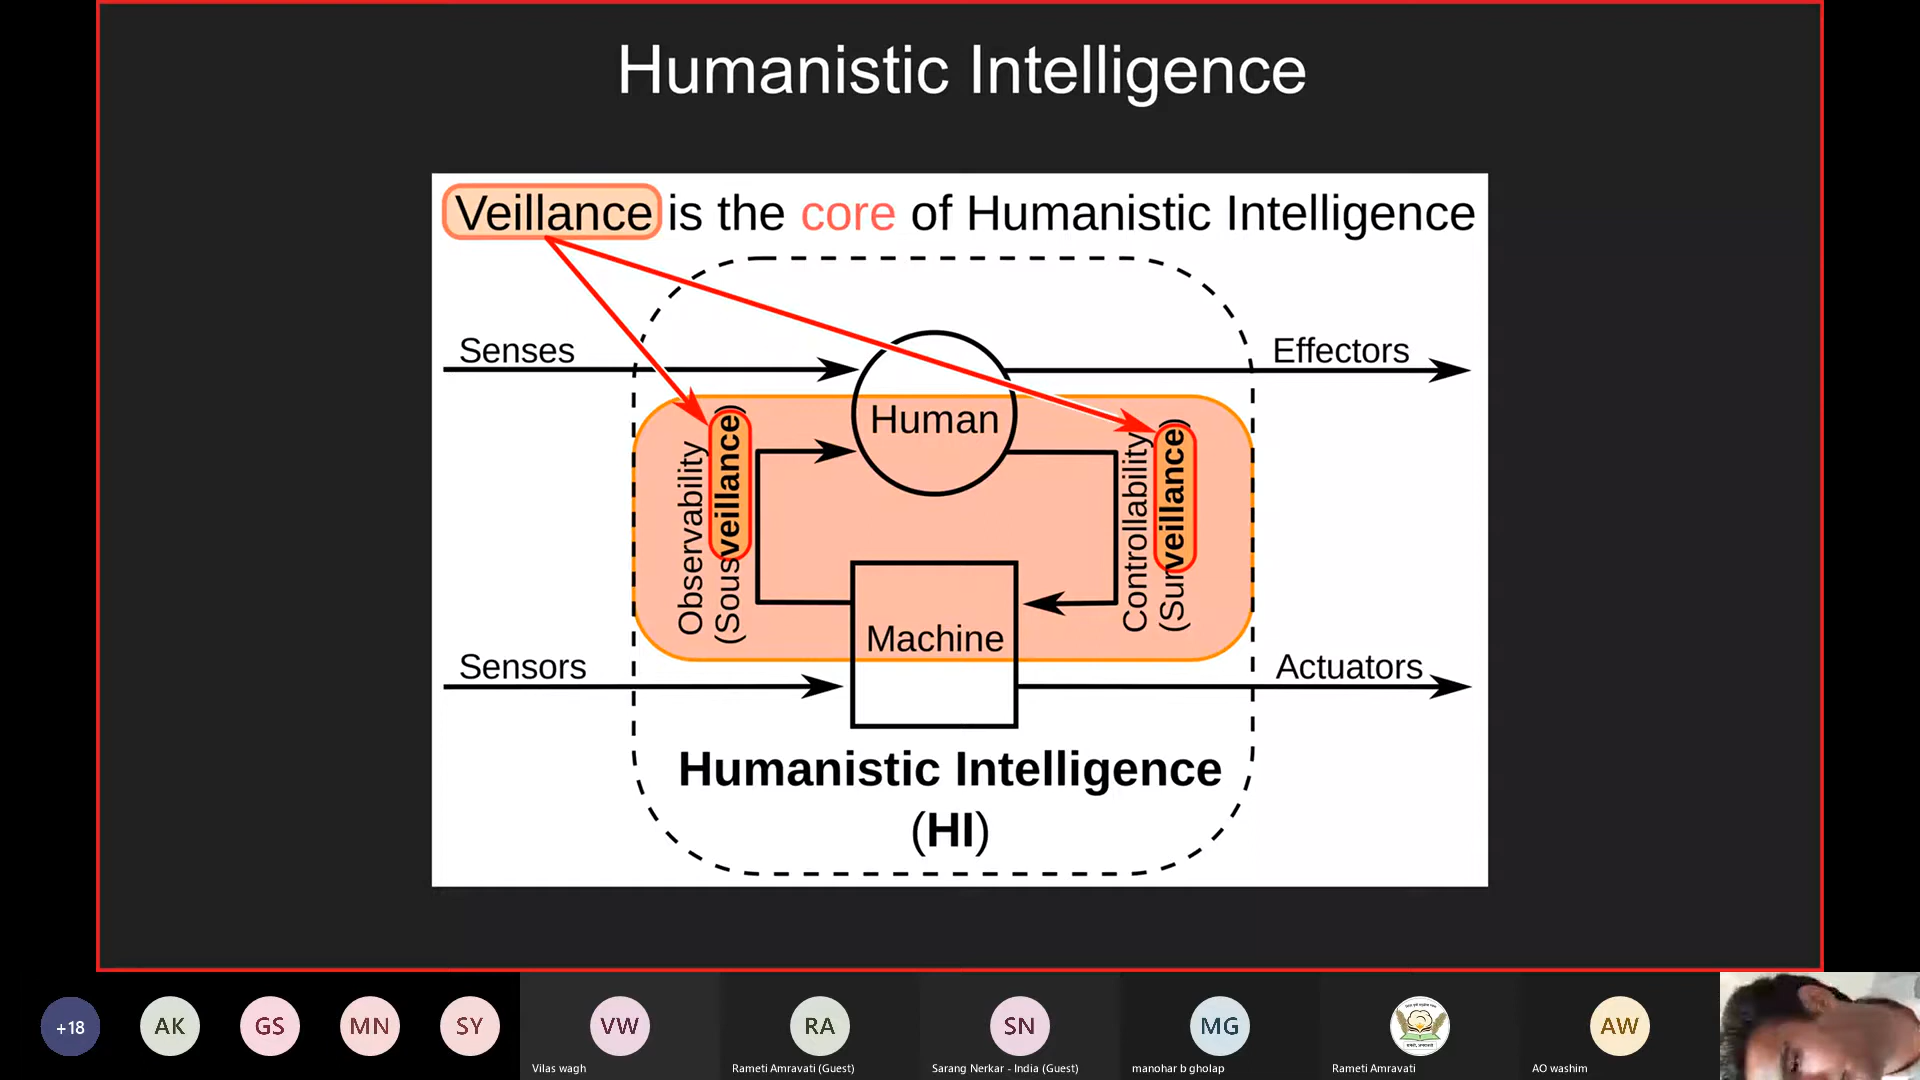 Humanistic Intelligence
Veillance is the core of Humanistic Intelligence
Senses
Effectors
Human
Observability
(Sousveillance)
Controllability
(Surveillance)
Machine
Sensors
Actuators
Humanistic Intelligence
(HI)
+18
AK
GS
MN
SY
VW
RA
SN
MG
AW
Vilas wagh
Rameti Amravati (Guest)
Sarang Nerkar - India (Guest)
manohar b gholap
Rameti Amravati
AO washim